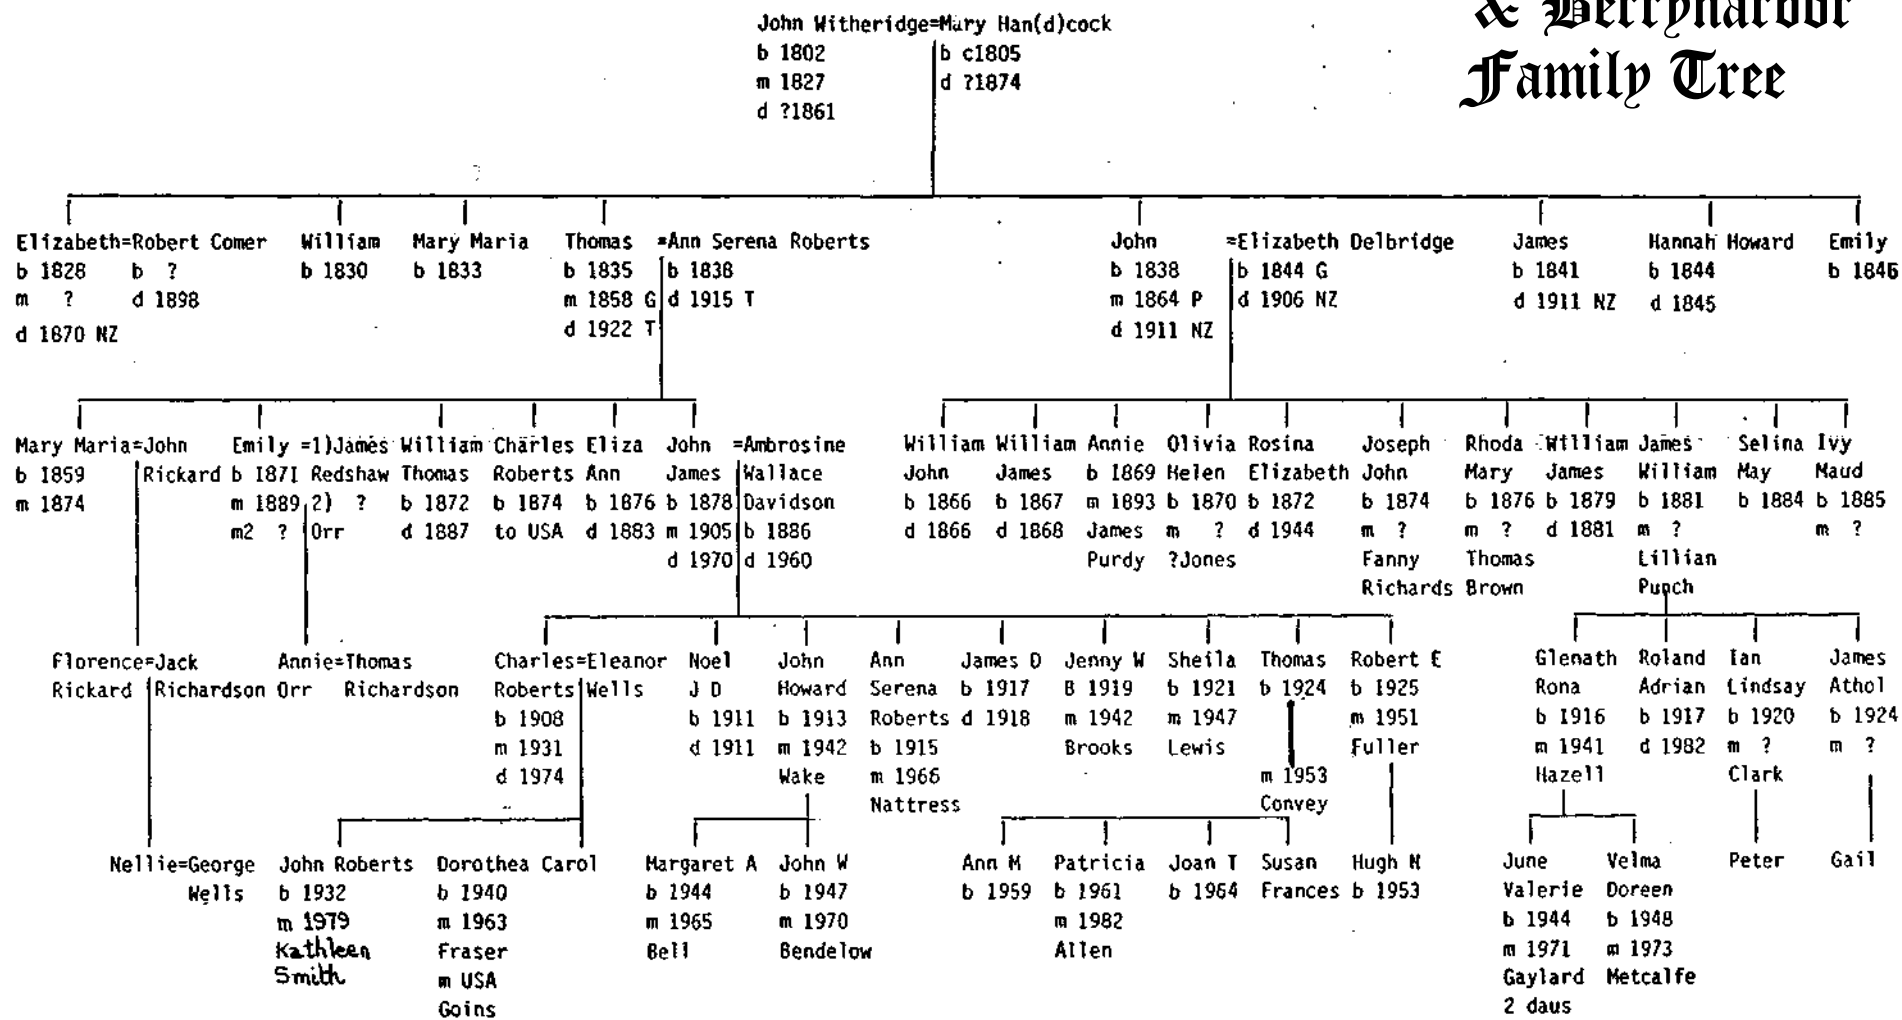 & Berrynarbor
Family Tree
John Witheridge=Mary Han(d)cock
b 1802 b c1805
m 1827 d ?1874
d ?1861
Elizabeth=Robert Comer William Mary Maria Thomas =Ann Serena Roberts John =Elizabeth Delbridge James Hannah Howard Emily
b 1828 b ? b 1830 b 1833 b 1835 b 1838 b 1838 b 1844 G b 1841 b 1844 b 1846
m ? d 1898 m 1858 G d 1915 T m 1864 P d 1906 NZ d 1911 NZ d 1845
d 1870 NZ d 1922 T d 1911 NZ
Mary Maria=John Emily =1)James William Charles Eliza John =Ambrosine William William Annie Olivia Rosina Joseph Rhoda William James Selina Ivy
b 1859 Rickard b 1871 Redshaw Thomas Roberts Ann James Wallace John James b 1869 Helen Elizabeth John Mary James William May Maud
m 1874 m 1889 2) ? b 1872 b 1874 b 1876 b 1878 Davidson b 1866 b 1867 m 1893 b 1870 b 1872 b 1874 b 1876 b 1879 b 1881 b 1884 b 1885
m2 ? Orr d 1887 to USA d 1883 m 1905 b 1886 d 1866 d 1868 James m ? d 1944 m ? m ? d 1881 m ? m ?
d 1970 d 1960 Purdy ?Jones Fanny Thomas Lillian
Richards Brown Punch
Florence=Jack Annie=Thomas Charles=Eleanor Noel John Ann James D Jenny W Sheila Thomas Robert E Glenath Roland Ian James
Rickard Richardson Orr Richardson Roberts Wells J D Howard Serena b 1917 B 1919 b 1921 b 1924 b 1925 Rona Adrian Lindsay Athol
b 1908 b 1911 b 1913 Roberts d 1918 m 1942 m 1947 m 1951 b 1916 b 1917 b 1920 b 1924
m 1931 d 1911 m 1942 b 1915 Brooks Lewis Fuller m 1941 d 1982 m ? m ?
d 1974 Wake m 1966 m 1953 Hazell Clark
Nattress Convey
Nellie=George John Roberts Dorothea Carol Margaret A John W Ann M Patricia Joan T Susan Hugh N June Velma Peter Gail
Wells b 1932 b 1940 b 1944 b 1947 b 1959 b 1961 b 1964 Frances b 1953 Valerie Doreen
m 1979 m 1963 m 1965 m 1970 m 1982 b 1944 b 1948
Kathleen Fraser Bell Bendelow Allen m 1971 m 1973
Smith m USA Gaylard Metcalfe
Goins 2 daus